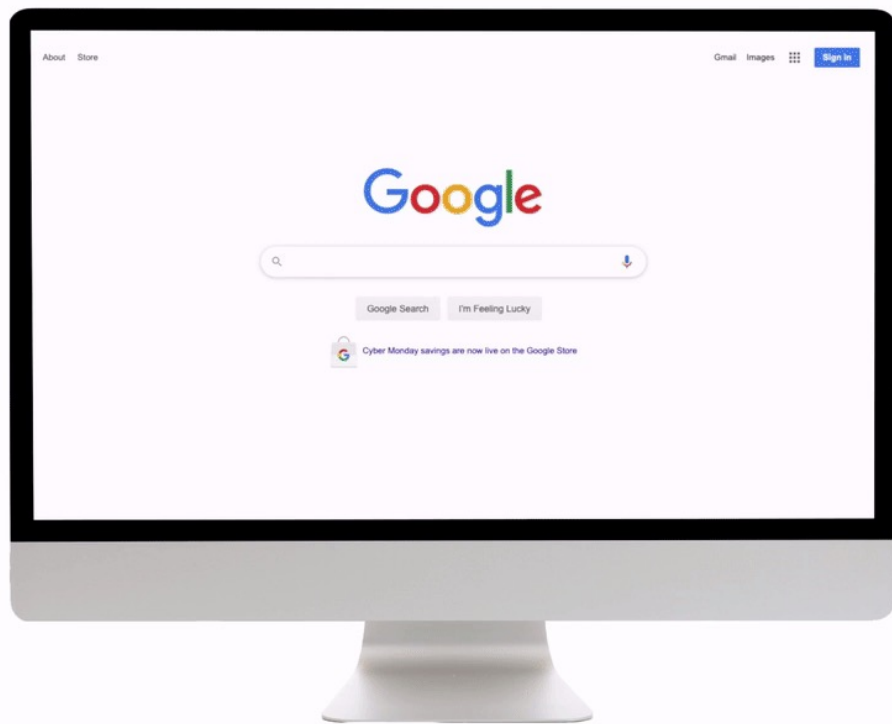 About Store
Gmail Images Sign in
Google
Google Search I'm Feeling Lucky
G
Cyber Monday savings are now live on the Google Store